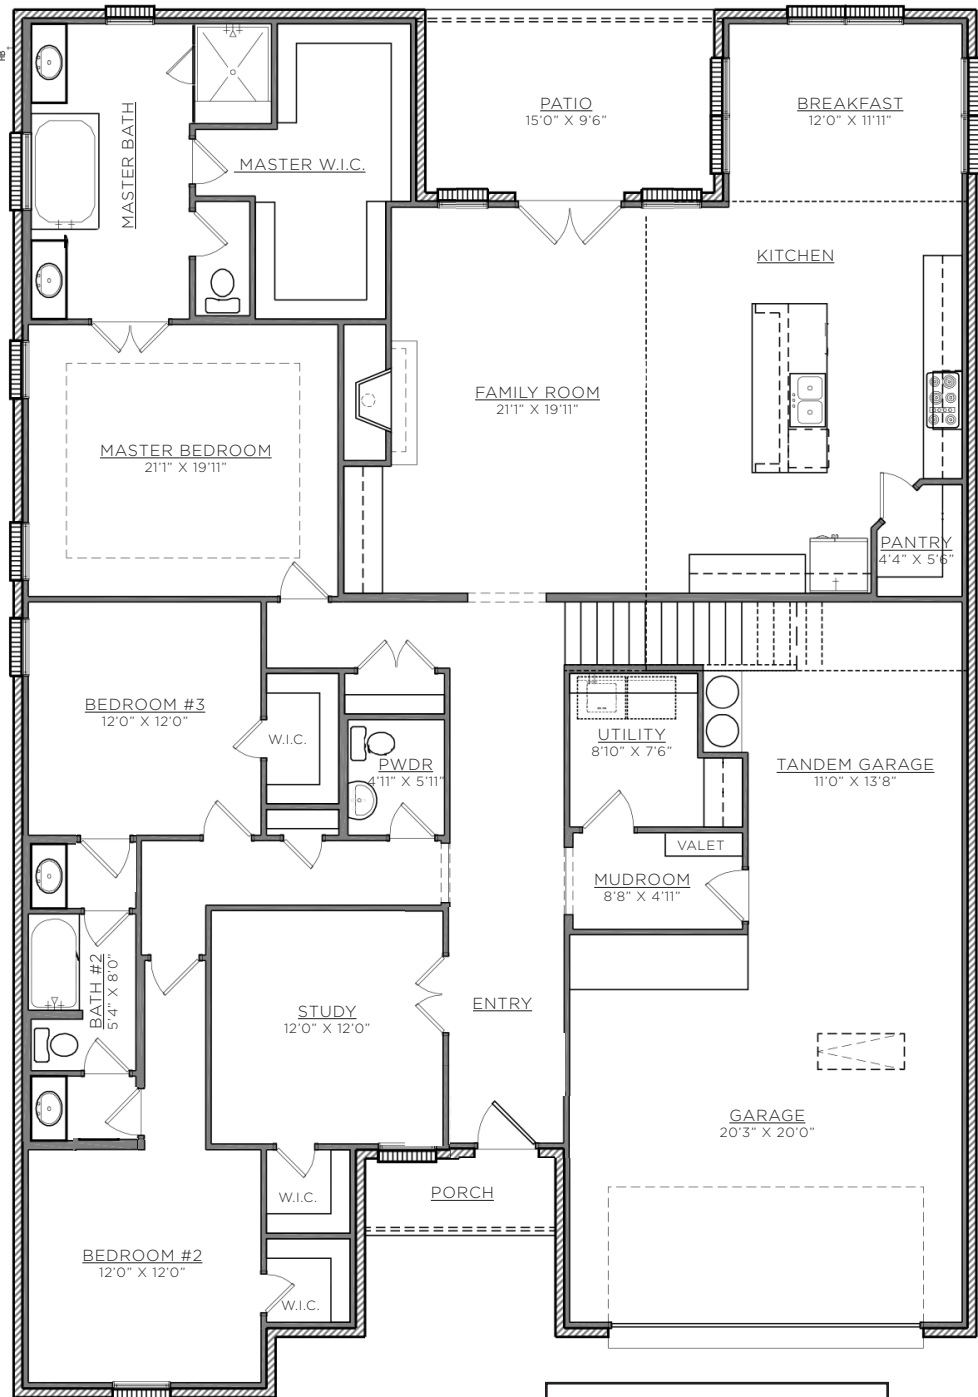 HB
MASTER BATH
MASTER W.I.C.
PATIO
15'0" X 9'6"
BREAKFAST
12'0" X 11'11"
KITCHEN
FAMILY ROOM
21'1" X 19'11"
MASTER BEDROOM
21'1" X 19'11"
PANTRY
4'4" X 5'6"
BEDROOM #3
12'0" X 12'0"
W.I.C.
PWDR
4'11" X 5'11"
UTILITY
8'10" X 7'6"
TANDEM GARAGE
11'0" X 13'8"
VALET
MUDROOM
8'8" X 4'11"
BATH #2
5'4" X 8'0"
STUDY
12'0" X 12'0"
ENTRY
GARAGE
20'3" X 20'0"
W.I.C.
PORCH
BEDROOM #2
12'0" X 12'0"
W.I.C.